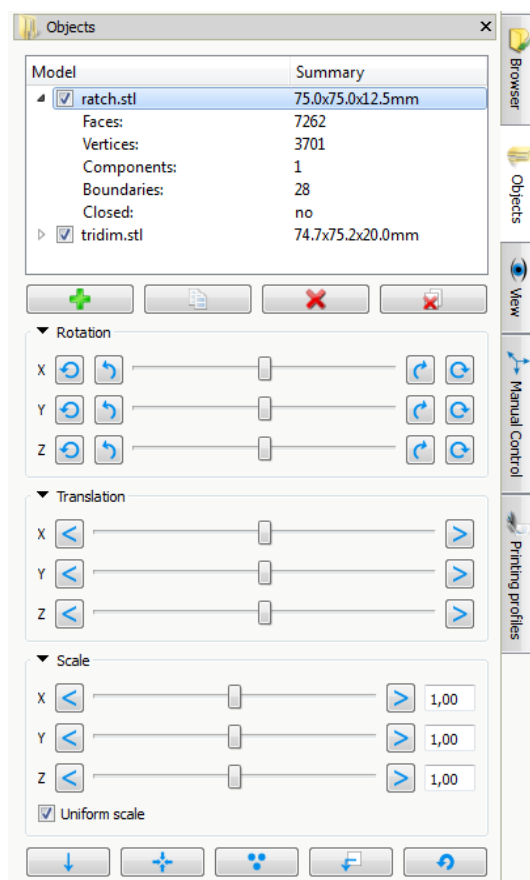 Objects
Model Summary
ratch.stl 75.0x75.0x12.5mm
Faces: 7262
Vertices: 3701
Components: 1
Boundaries: 28
Closed: no
tridim.stl 74.7x75.2x20.0mm
Rotation
X
Y
Z
Translation
X
Y
Z
Scale
X 1,00
Y 1,00
Z 1,00
Uniform scale
Browser
Objects
View
Manual Control
Printing profiles